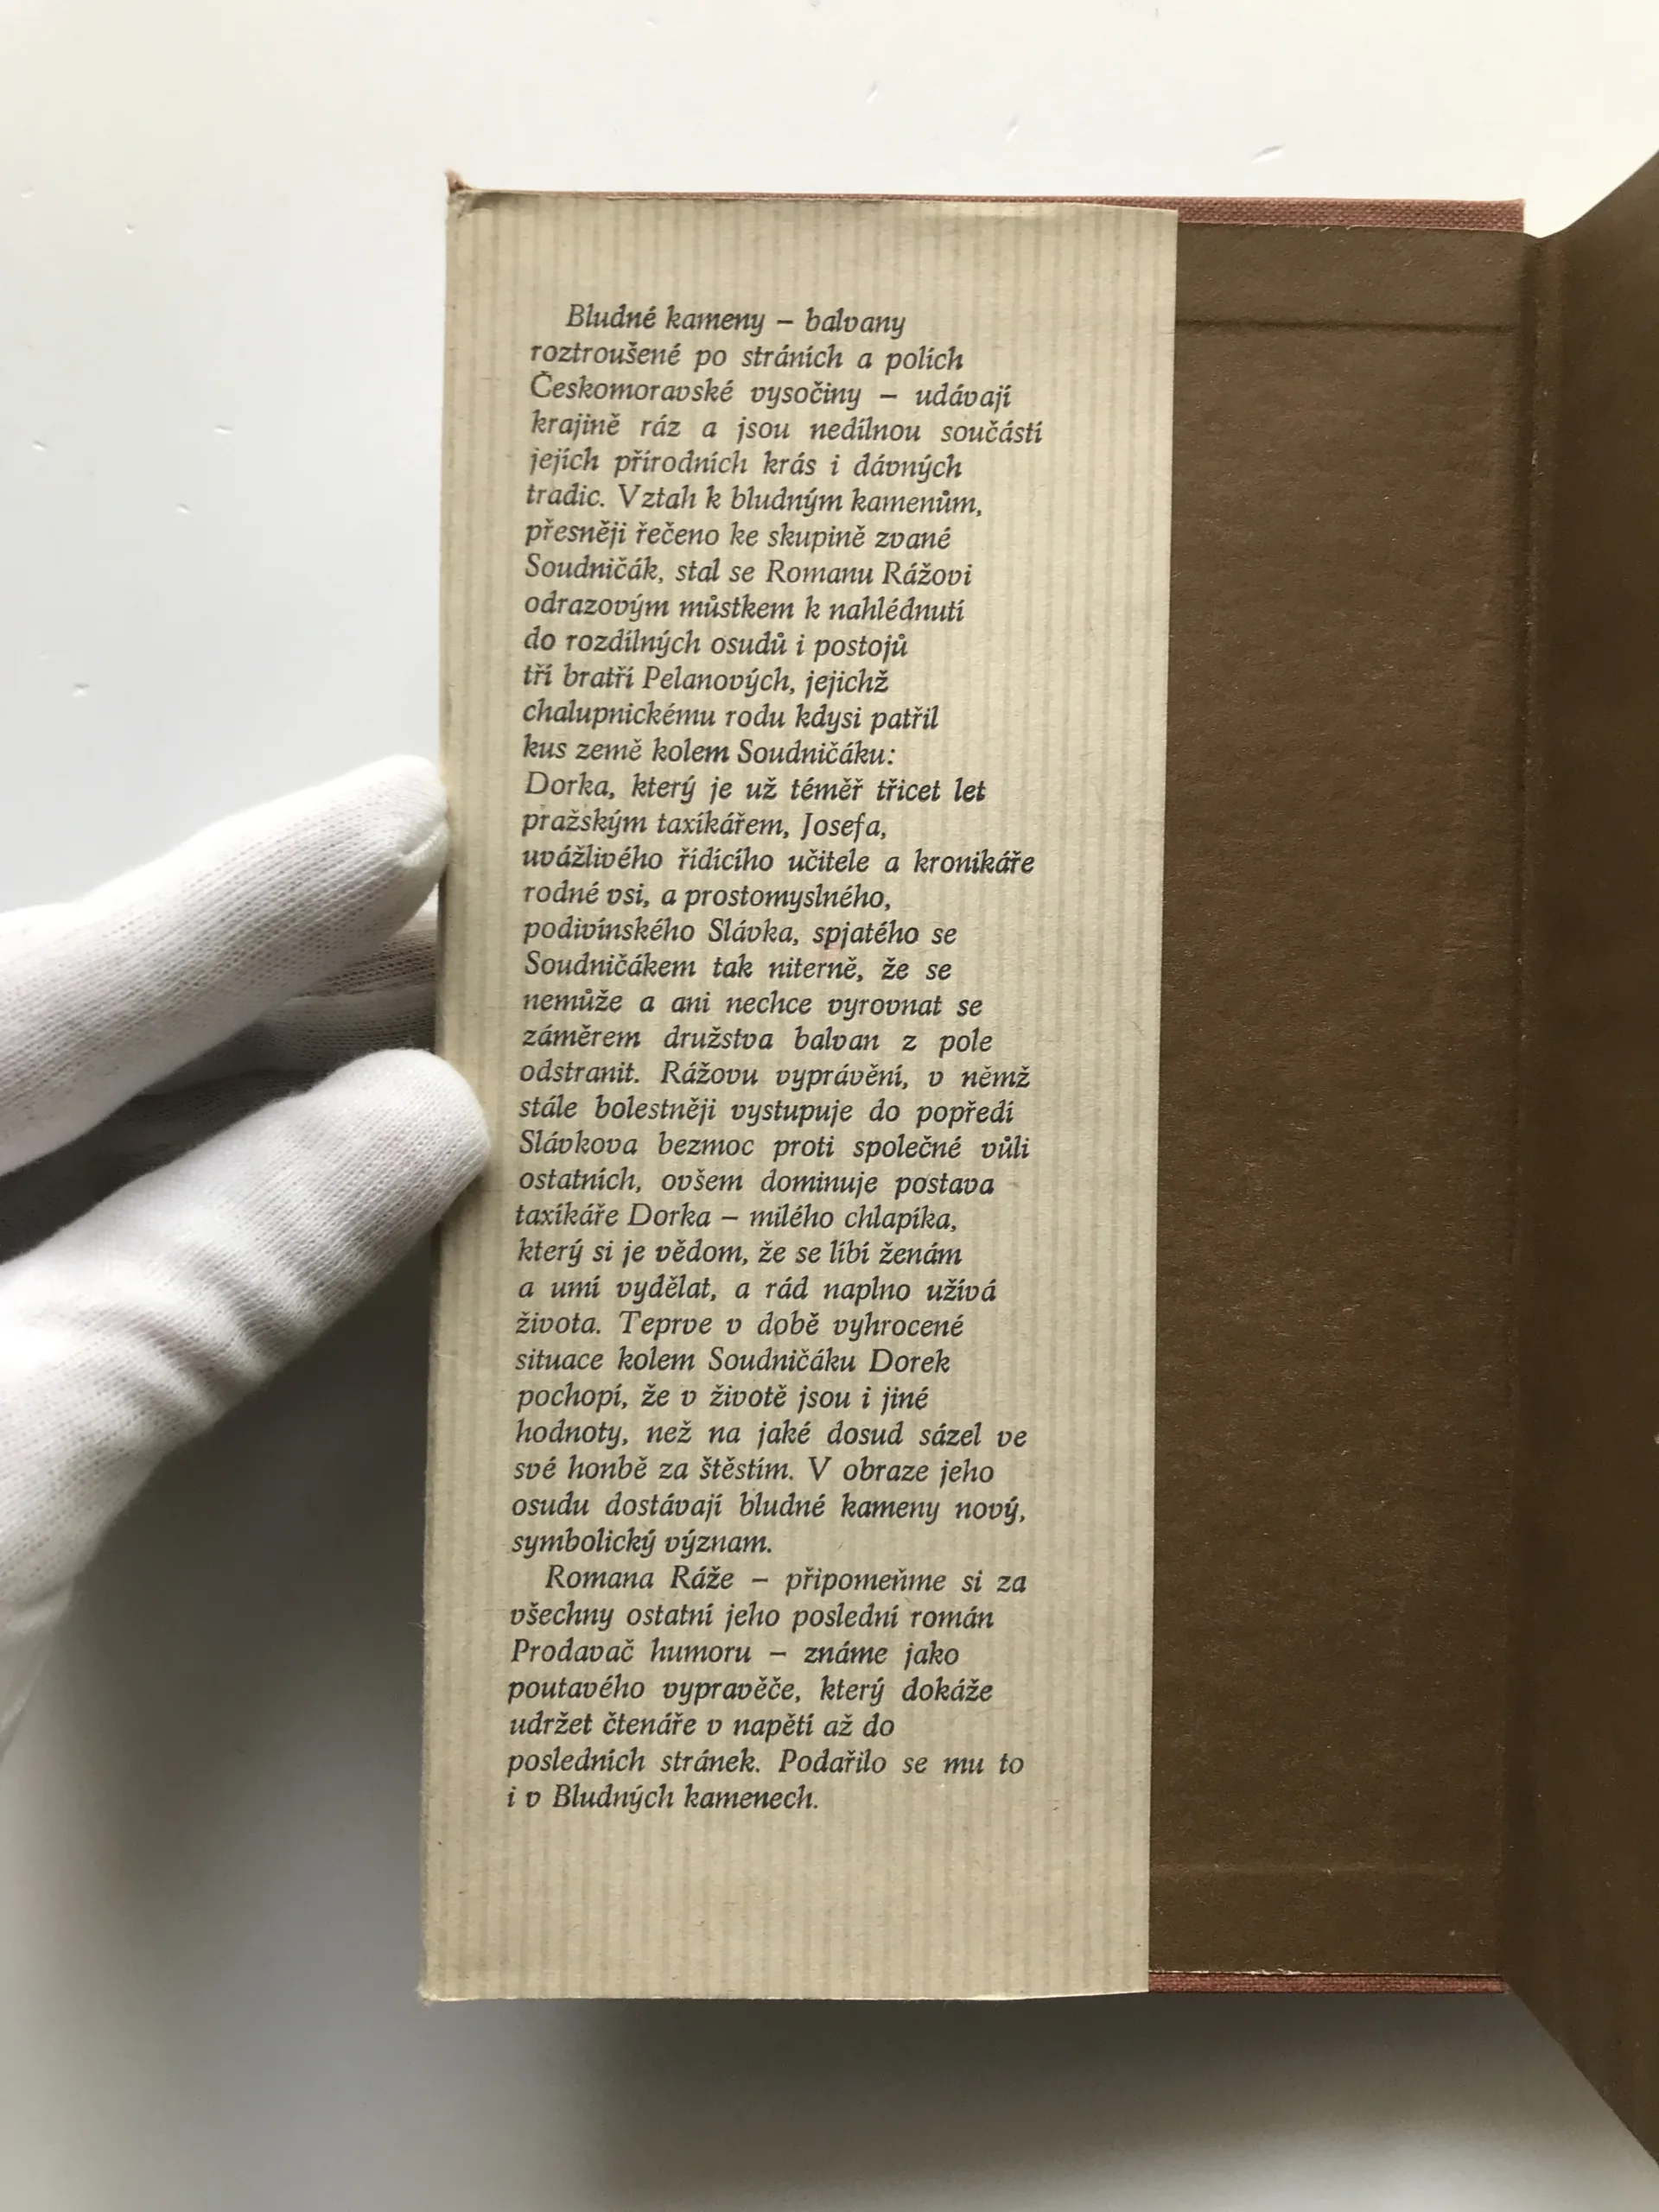 Bludné kameny – balvany
roztroušené po stráních a polích
Českomoravské vysočiny – udávají
krajině ráz a jsou nedílnou součástí
jejích přírodních krás i dávných
tradic. Vztah k bludným kamenům,
přesněji řečeno ke skupině zvané
Soudničák, stal se Romanu Rážovi
odrazovým můstkem k nahlédnutí
do rozdílných osudů i postojů
tří bratří Pelanových, jejichž
chalupnickému rodu kdysi patřil
kus země kolem Soudničáku:
Dorka, který je už téměř třicet let
pražským taxíkářem, Josefa,
uvážlivého řídícího učitele a kronikáře
rodné vsi, a prostomyslného,
podivínského Slávka, spjatého se
Soudničákem tak niterně, že se
nemůže a ani nechce vyrovnat se
záměrem družstva balvan z pole
odstranit. Rážovu vyprávění, v němž
stále bolestněji vystupuje do popředí
Slávkova bezmoc proti společné vůli
ostatních, ovšem dominuje postava
taxíkáře Dorka – milého chlapíka,
který si je vědom, že se líbí ženám
a umí vydělat, a rád naplno užívá
života. Teprve v době vyhrocené
situace kolem Soudničáku Dorek
pochopí, že v životě jsou i jiné
hodnoty, než na jaké dosud sázel ve
své honbě za štěstím. V obraze jeho
osudu dostávají bludné kameny nový,
symbolický význam.
Romana Ráže – připomeňme si za
všechny ostatní jeho poslední román
Prodavač humoru – známe jako
poutavého vypravěče, který dokáže
udržet čtenáře v napětí až do
posledních stránek. Podařilo se mu to
i v Bludných kamenech.